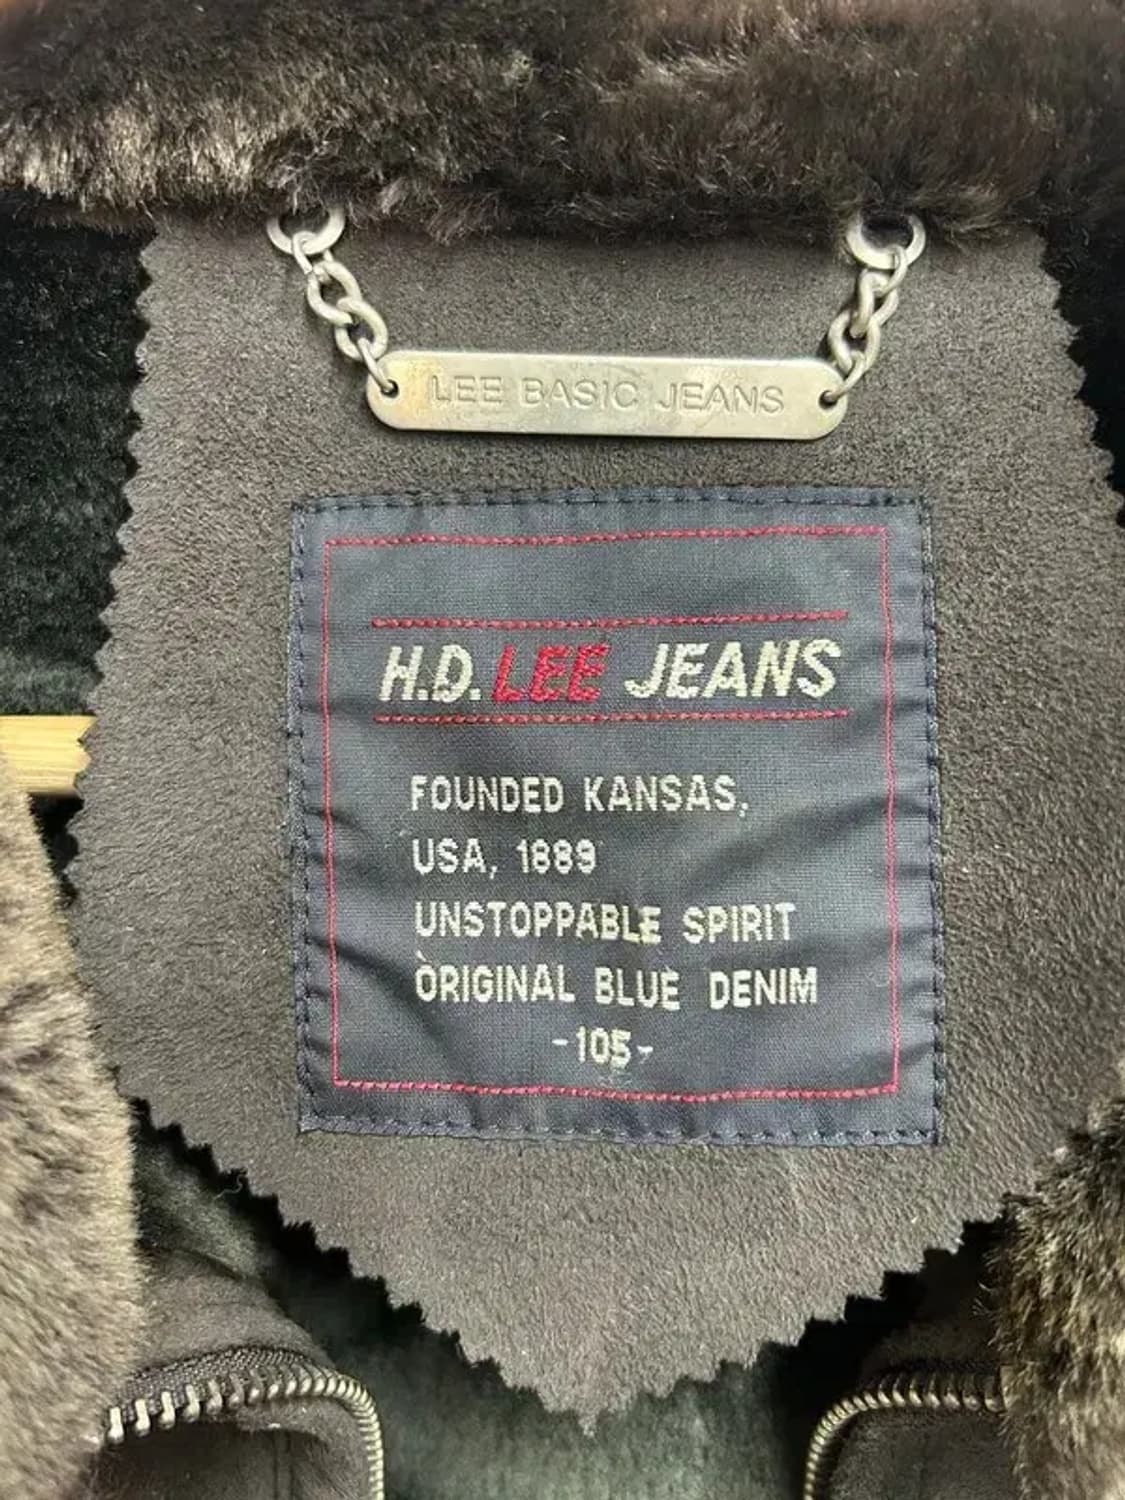 LEE BASIC JEANS
H.D. LEE JEANS
FOUNDED KANSAS,
USA, 1889
UNSTOPPABLE SPIRIT
ORIGINAL BLUE DENIM
-105-